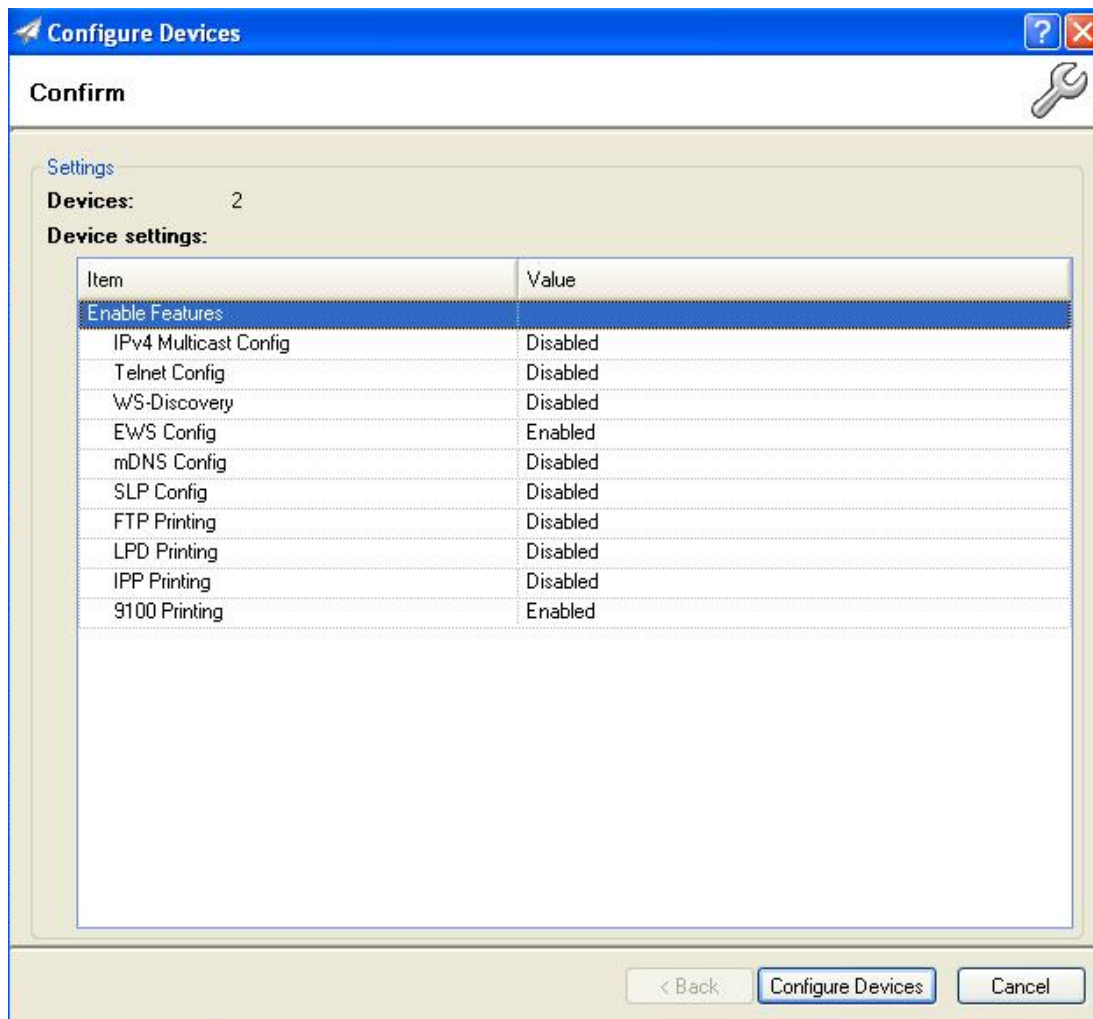 Configure Devices
?
Confirm
Settings
Devices: 2
Device settings:
Item Value
Enable Features
IPv4 Multicast Config Disabled
Telnet Config Disabled
WS-Discovery Disabled
EWS Config Enabled
mDNS Config Disabled
SLP Config Disabled
FTP Printing Disabled
LPD Printing Disabled
IPP Printing Disabled
9100 Printing Enabled
< Back Configure Devices Cancel